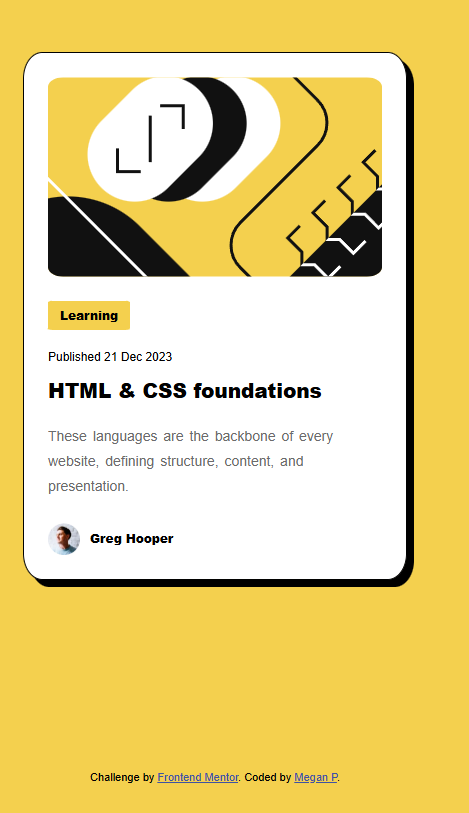 Learning
Published 21 Dec 2023
HTML & CSS foundations
These languages are the backbone of every
website, defining structure, content, and
presentation.
Greg Hooper
Challenge by Frontend Mentor. Coded by Megan P.